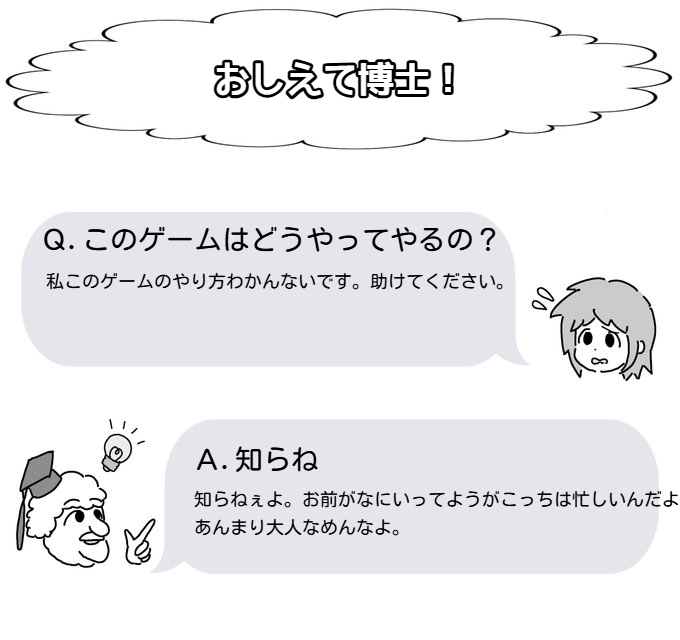 おしえて博士！
Q. このゲームはどうやってやるの？
私このゲームのやり方わかんないです。助けてください。
A. 知らね
知らねぇよ。お前がなにいってようがこっちは忙しいんだよ
あんまり大人なめんなよ。